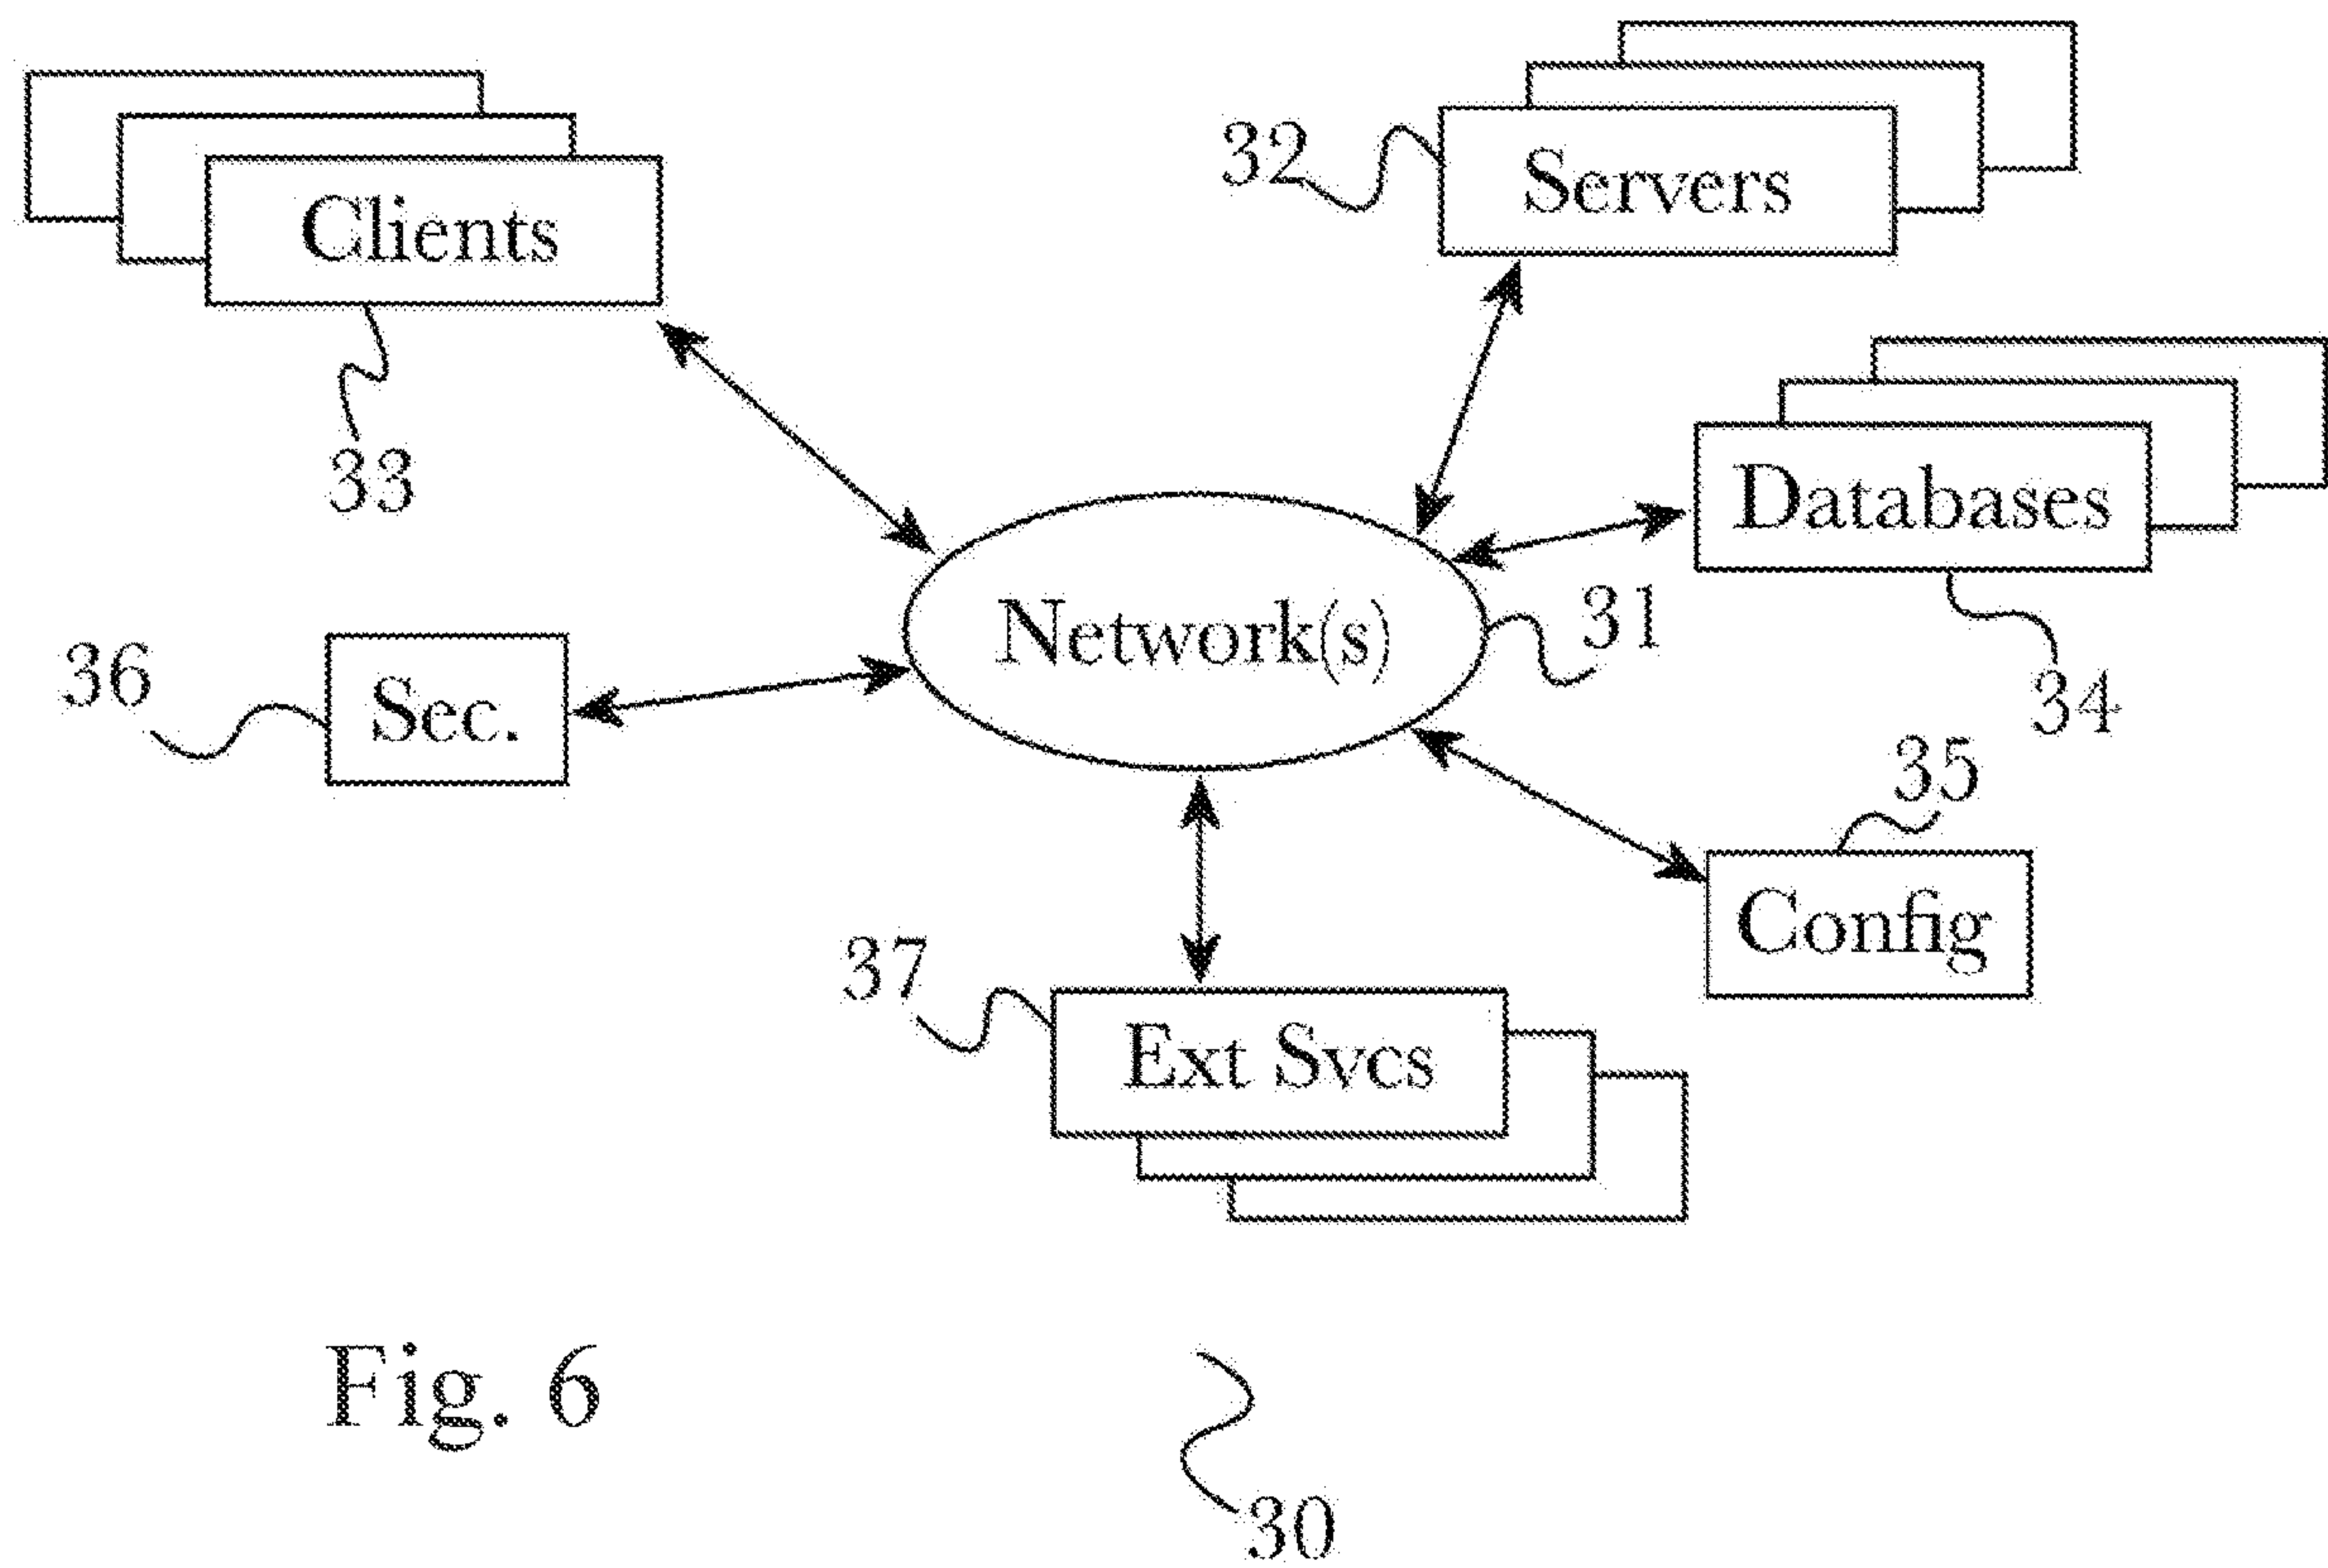 32
Servers
Clients
33
Databases
31
Network(s)
36
Sec.
34
35
Config
37
Ext Svcs
Fig. 6
30